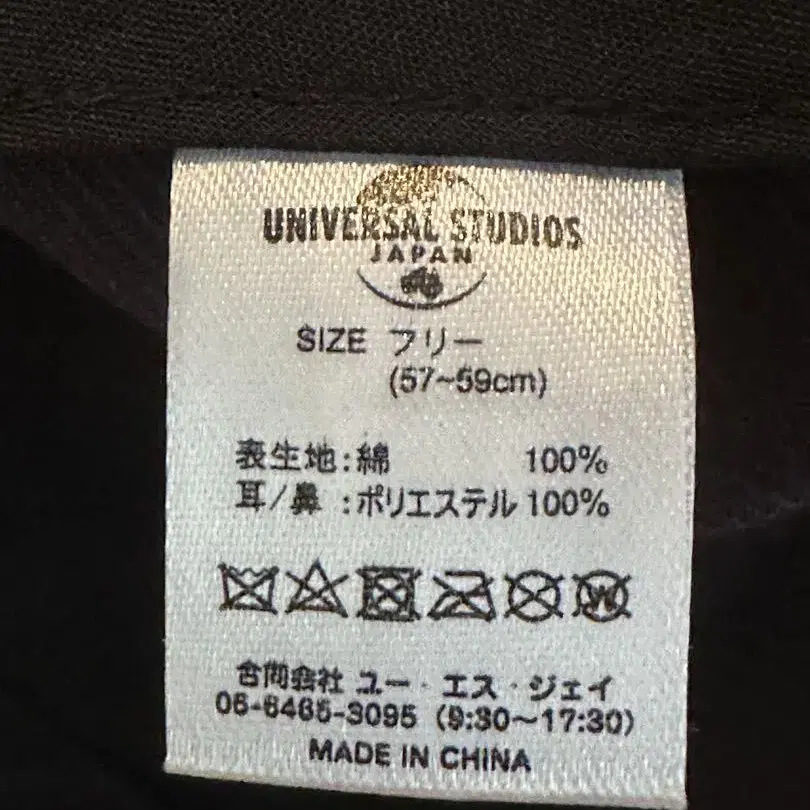 UNIVERSAL STUDIOS
JAPAN
SIZE フリー
(57~59cm)
表生地:綿 100%
耳/鼻 :ポリエステル 100%
W
合同会社 ユー・エス・ジェイ
06-6465-3095 (9:30〜17:30)
MADE IN CHINA